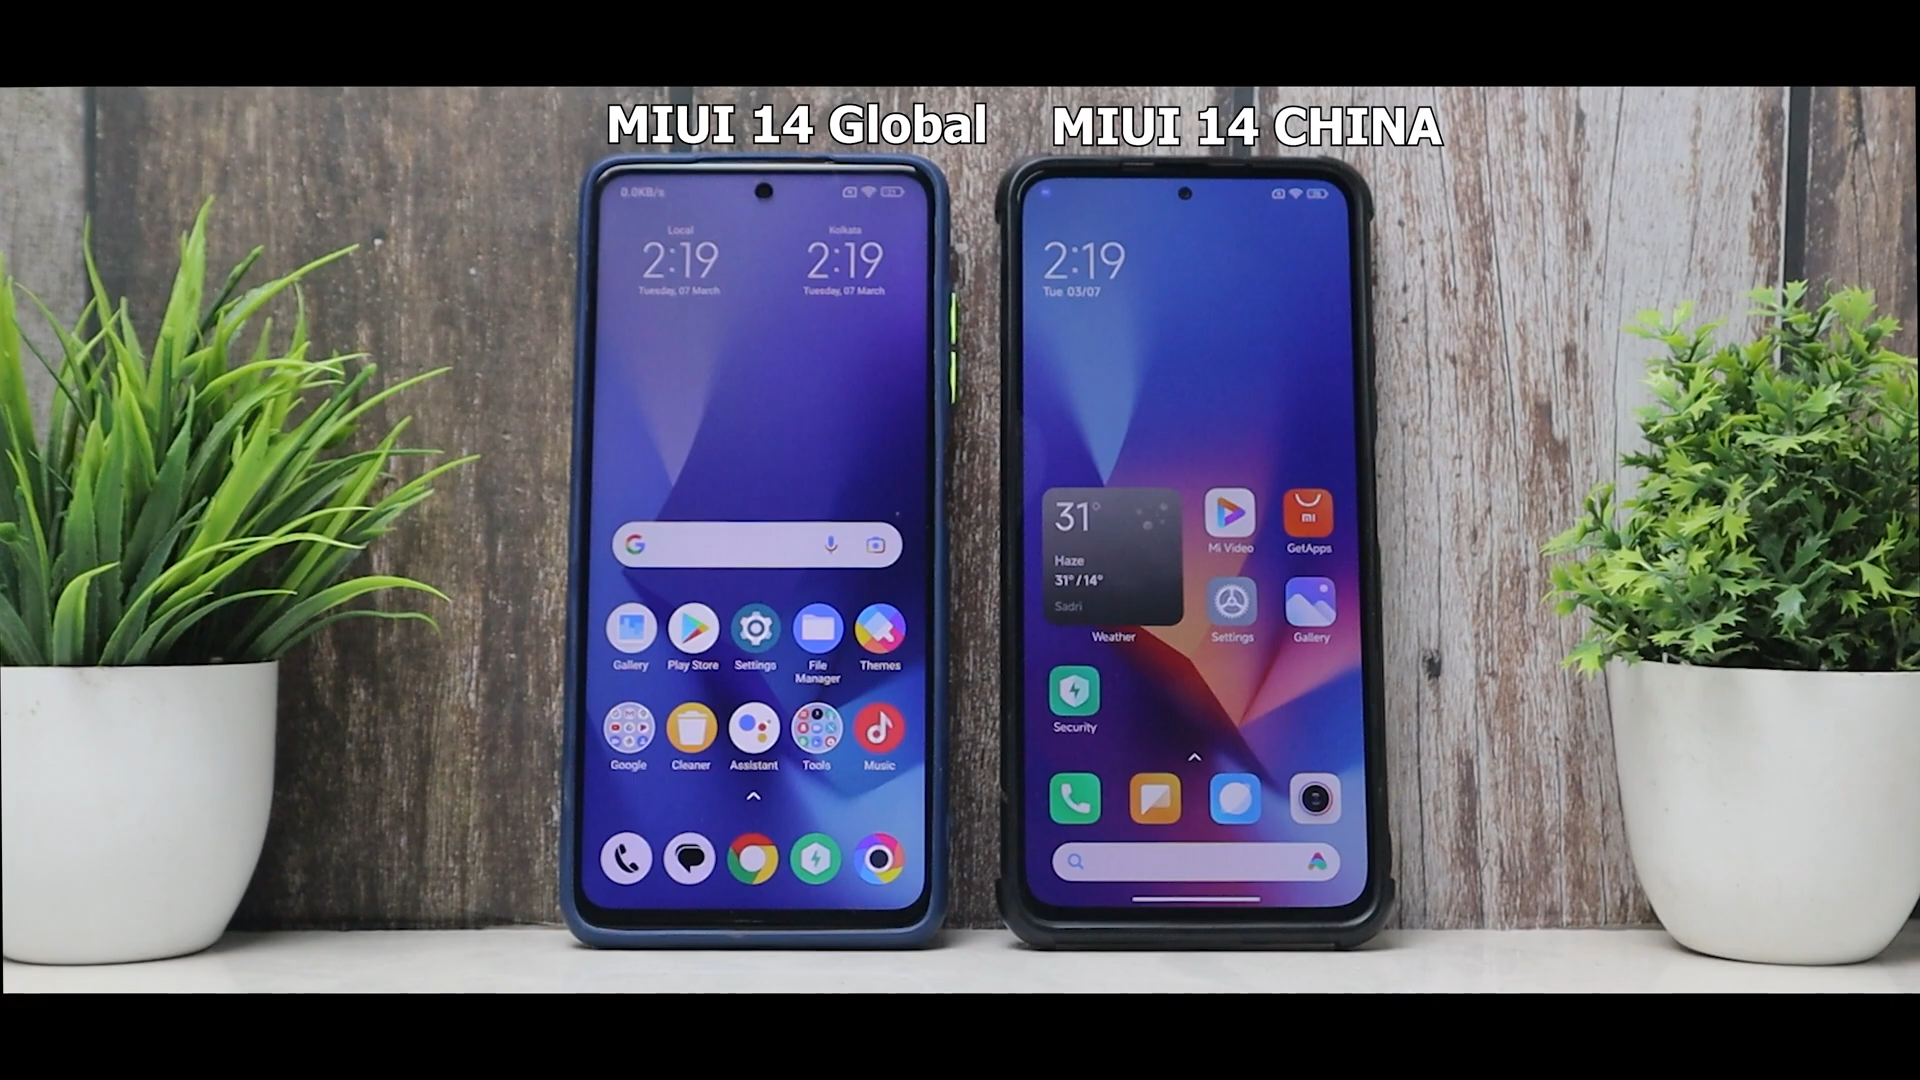 MIUI 14 Global
MIUI 14 CHINA
0.0KB/s
Local
2:19
Tuesday, 07 March
Kolkata
2:19
Tuesday, 07 March
Gallery
Play Store
Settings
File
Manager
Themes
Google
Cleaner
Assistant
Tools
Music
2:19
Tue 03/07
31°
Haze
31° / 14°
Sadri
Weather
Mi Video
mi
GetApps
Settings
Gallery
Security